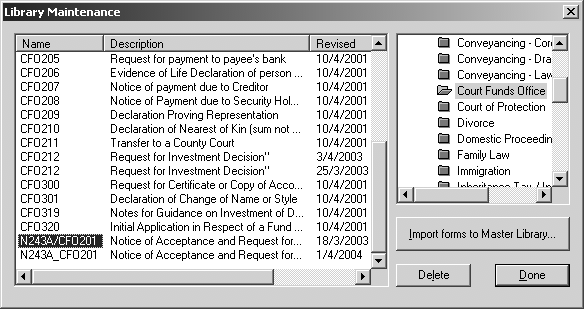 Library Maintenance
Name Description Revised
CFO205 Request for payment to payee's bank 10/4/2001
CFO206 Evidence of Life Declaration of person ... 10/4/2001
CFO207 Notice of payment due to Creditor 10/4/2001
CFO208 Notice of Payment due to Security Hol... 10/4/2001
CFO209 Declaration Proving Representation 10/4/2001
CFO210 Declaration of Nearest of Kin (sum not ... 10/4/2001
CFO211 Transfer to a County Court 10/4/2001
CFO212 Request for Investment Decision" 3/4/2003
CFO212 Request for Investment Decision" 25/3/2003
CFO300 Request for Certificate or Copy of Acco... 10/4/2001
CFO301 Declaration of Change of Name or Style 10/4/2001
CFO319 Notes for Guidance on Investment of D... 10/4/2001
CFO320 Initial Application in Respect of a Fund ... 10/4/2001
N243A/CFO201 Notice of Acceptance and Request for... 18/3/2003
N243A_CFO201 Notice of Acceptance and Request for... 1/4/2004
Conveyancing - Cor
Conveyancing - Dra
Conveyancing - Law
Court Funds Office
Court of Protection
Divorce
Domestic Proceedin
Family Law
Immigration
Inheritance Tax / In
Import forms to Master Library...
Delete
Done